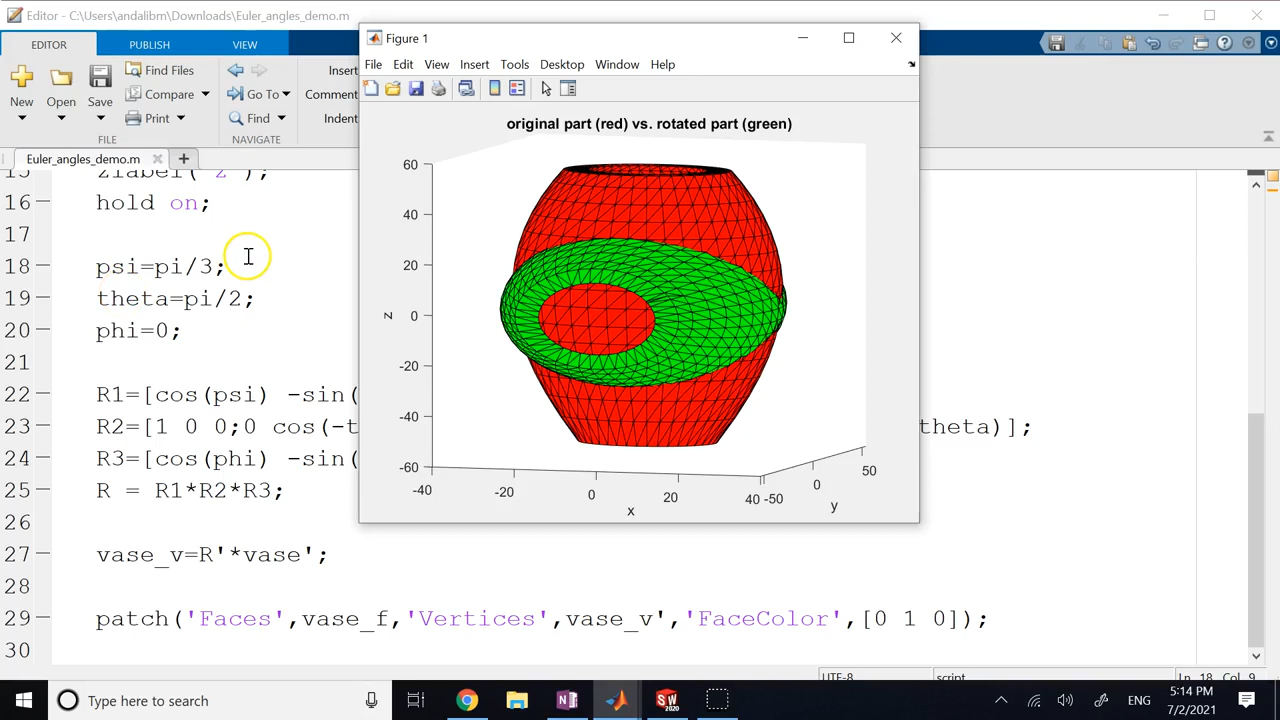 Editor - C:\Users\andalibm\Downloads\Euler_angles_demo.m
EDITOR PUBLISH VIEW
New
Open
Save
Find Files
Compare
Print
FILE
Go To
Find
NAVIGATE
Insert
Comment
Indent
Euler_angles_demo.m
zlabel('z');
16 hold on;
17
18 psi=pi/3;
19 theta=pi/2;
20 phi=0;
21
22 R1=[cos(psi) -sin(
23 R2=[1 0 0;0 cos(-t
theta)];
24 R3=[cos(phi) -sin(
25 R = R1*R2*R3;
26
27 vase_v=R'*vase';
28
29 patch('Faces',vase_f,'Vertices',vase_v','FaceColor',[0 1 0]);
30
Figure 1
File Edit View Insert Tools Desktop Window Help
original part (red) vs. rotated part (green)
60
40
20
0
-20
-40
-60
z
-40 -20 0 20 40
x
-50 0 50
y
UTF-8 script Ln 18 Col 9
Type here to search
SW
2020
ENG
5:14 PM
7/2/2021